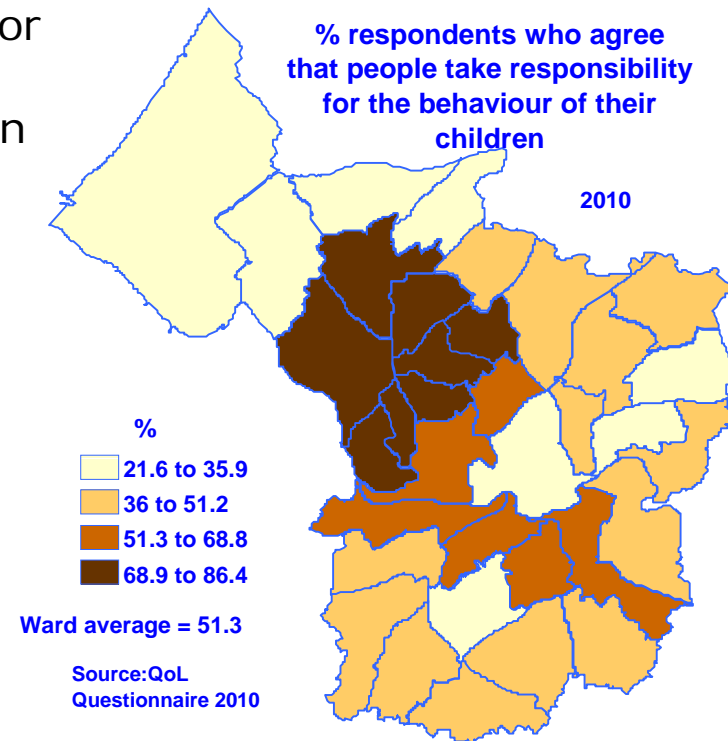 or
n
% respondents who agree
that people take responsibility
for the behaviour of their
children
2010
%
21.6 to 35.9
36 to 51.2
51.3 to 68.8
68.9 to 86.4
Ward average = 51.3
Source:QoL
Questionnaire 2010